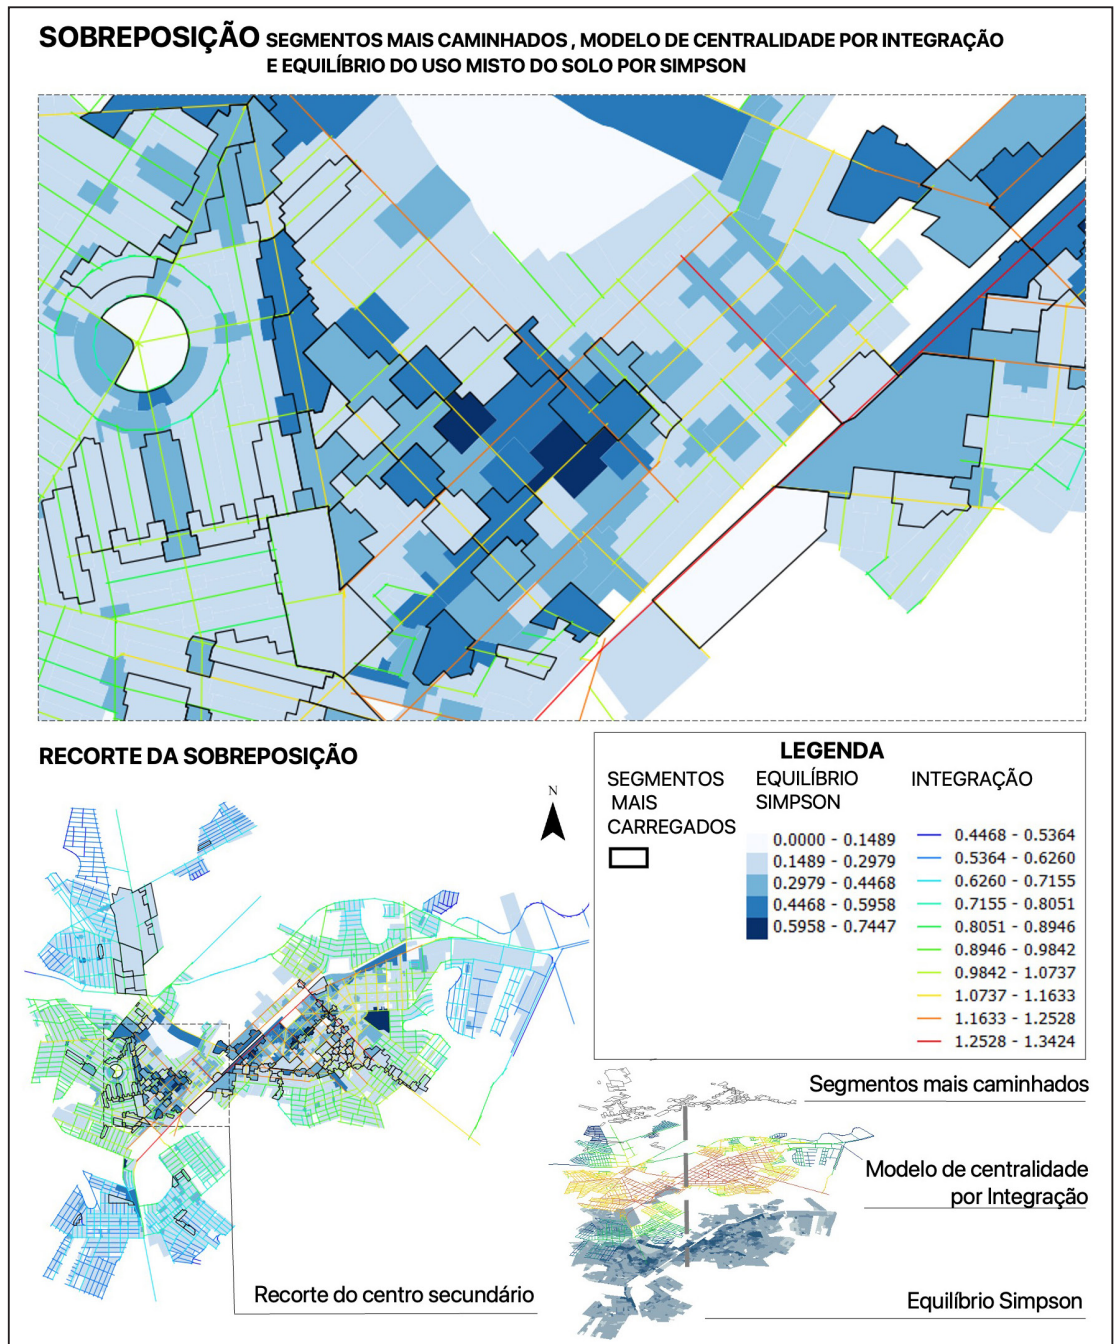 SOBREPOSIÇÃO SEGMENTOS MAIS CAMINHADOS , MODELO DE CENTRALIDADE POR INTEGRAÇÃO
E EQUILÍBRIO DO USO MISTO DO SOLO POR SIMPSON
RECORTE DA SOBREPOSIÇÃO
N
LEGENDA
SEGMENTOS
MAIS
CARREGADOS
EQUILÍBRIO
SIMPSON
0.0000 - 0.1489
0.1489 - 0.2979
0.2979 - 0.4468
0.4468 - 0.5958
0.5958 - 0.7447
INTEGRAÇÃO
0.4468 - 0.5364
0.5364 - 0.6260
0.6260 - 0.7155
0.7155 - 0.8051
0.8051 - 0.8946
0.8946 - 0.9842
0.9842 - 1.0737
1.0737 - 1.1633
1.1633 - 1.2528
1.2528 - 1.3424
Segmentos mais caminhados
Modelo de centralidade
por Integração
Recorte do centro secundário
Equilíbrio Simpson